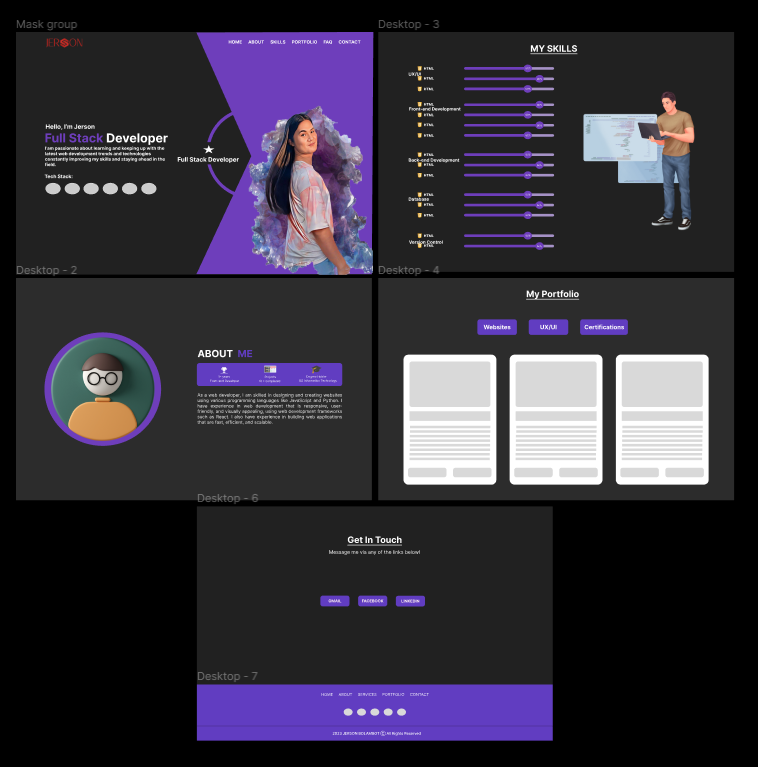 Mask group
JERSON
HOME ABOUT SKILLS PORTFOLIO FAQ CONTACT
Hello, I'm Jerson
Full Stack Developer
I'am passionate about learning and keeping up with the
latest web development trends and technologies
constantly improving my skills and staying ahead in the
field.
Tech Stack:
Full Stack Developer
Desktop - 3
MY SKILLS
HTML
UX/UI
HTML
HTML
HTML
Front-end Development
HTML
HTML
HTML
HTML
Back-end Development
HTML
HTML
HTML
Database
HTML
HTML
HTML
Version Control
HTML
Desktop - 2
ABOUT ME
As a web developer, I am skilled in designing and creating websites
using various programming languages like JavaScript and Python. I
have experience in web development that is responsive, user-
friendly, and visually appealing, using web development frameworks
such as React. I also have experience in building web applications
that are fast, efficient, and scalable.
Desktop - 4
My Portfolio
Websites
UX/UI
Certifications
Desktop - 6
Get In Touch
Message me via any of the links below!
GMAIL
FACEBOOK
LINKEDIN
Desktop - 7
HOME ABOUT SERVICES PORTFOLIO CONTACT
All Rights Reserved